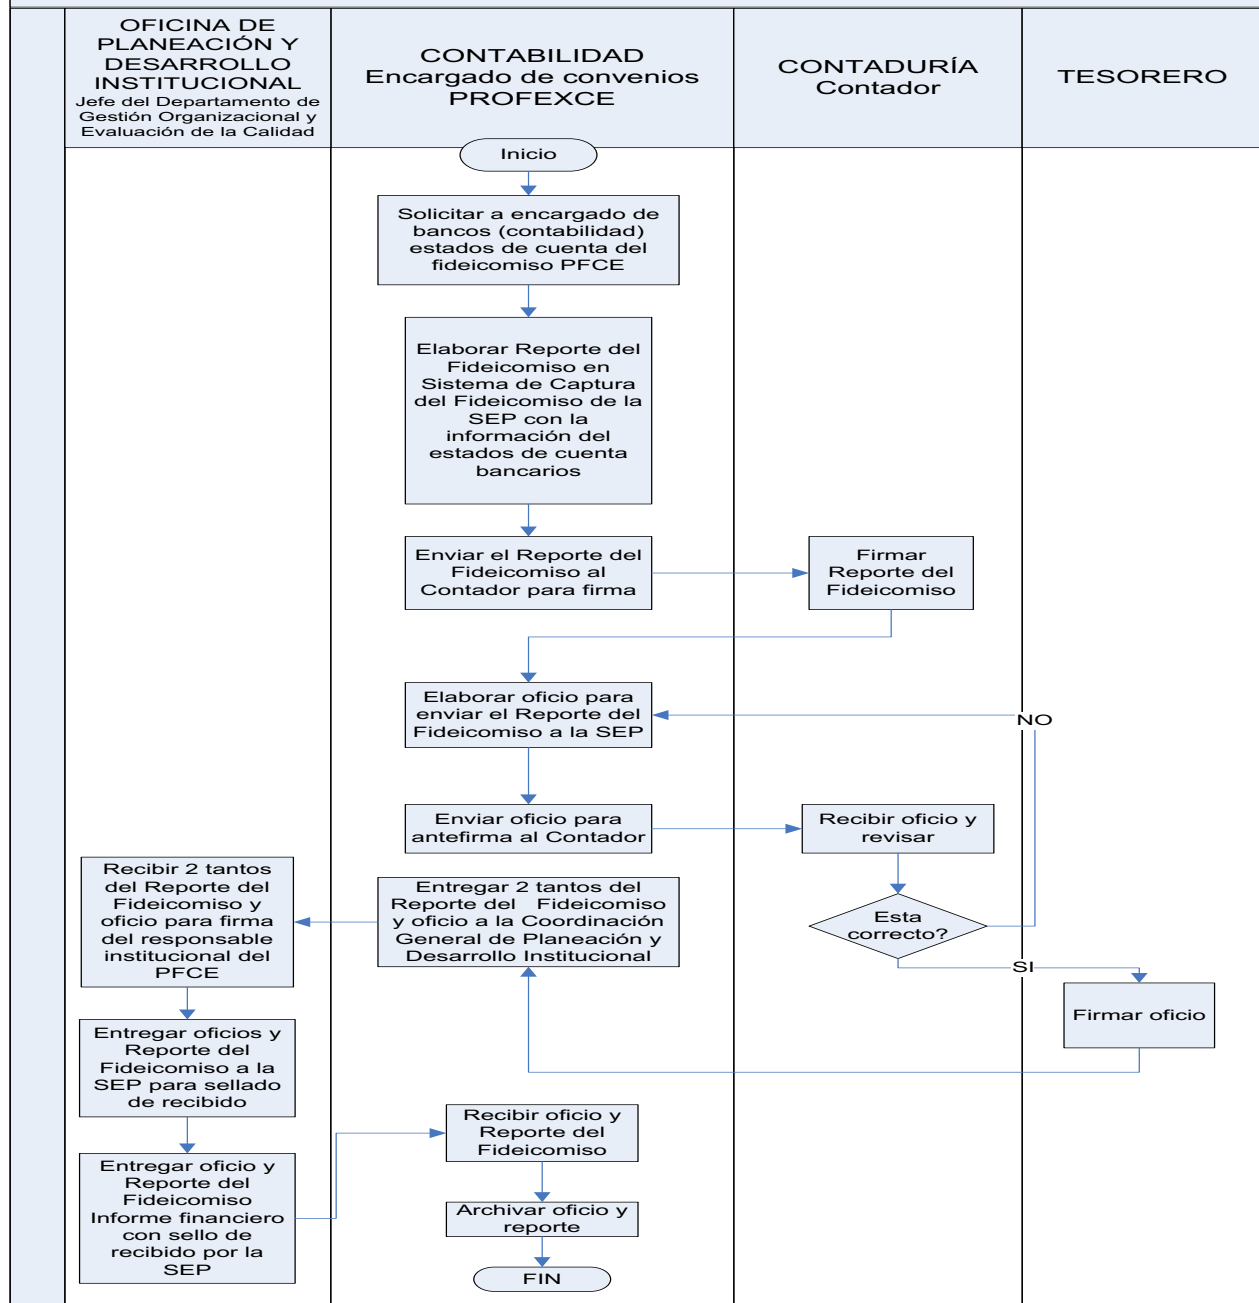 OFICINA DE
PLANEACIÓN Y
DESARROLLO
INSTITUCIONAL
Jefe del Departamento de
Gestión Organizacional y
Evaluación de la Calidad
CONTABILIDAD
Encargado de convenios
PROFEXCE
CONTADURÍA
Contador
TESORERO
Inicio
Solicitar a encargado de
bancos (contabilidad)
estados de cuenta del
fideicomiso PFCE
Elaborar Reporte del
Fideicomiso en
Sistema de Captura
del Fideicomiso de la
SEP con la
información del
estados de cuenta
bancarios
Enviar el Reporte del
Fideicomiso al
Contador para firma
Firmar
Reporte del
Fideicomiso
Elaborar oficio para
enviar el Reporte del
Fideicomiso a la SEP
NO
Enviar oficio para
antefirma al Contador
Recibir oficio y
revisar
Esta
correcto?
SI
Firmar oficio
Entregar 2 tantos del
Reporte del Fideicomiso
y oficio a la Coordinación
General de Planeación y
Desarrollo Institucional
Recibir 2 tantos
del Reporte del
Fideicomiso y
oficio para firma
del responsable
institucional del
PFCE
Entregar oficios y
Reporte del
Fideicomiso a la
SEP para sellado
de recibido
Entregar oficio y
Reporte del
Fideicomiso
Informe financiero
con sello de
recibido por la
SEP
Recibir oficio y
Reporte del
Fideicomiso
Archivar oficio y
reporte
FIN